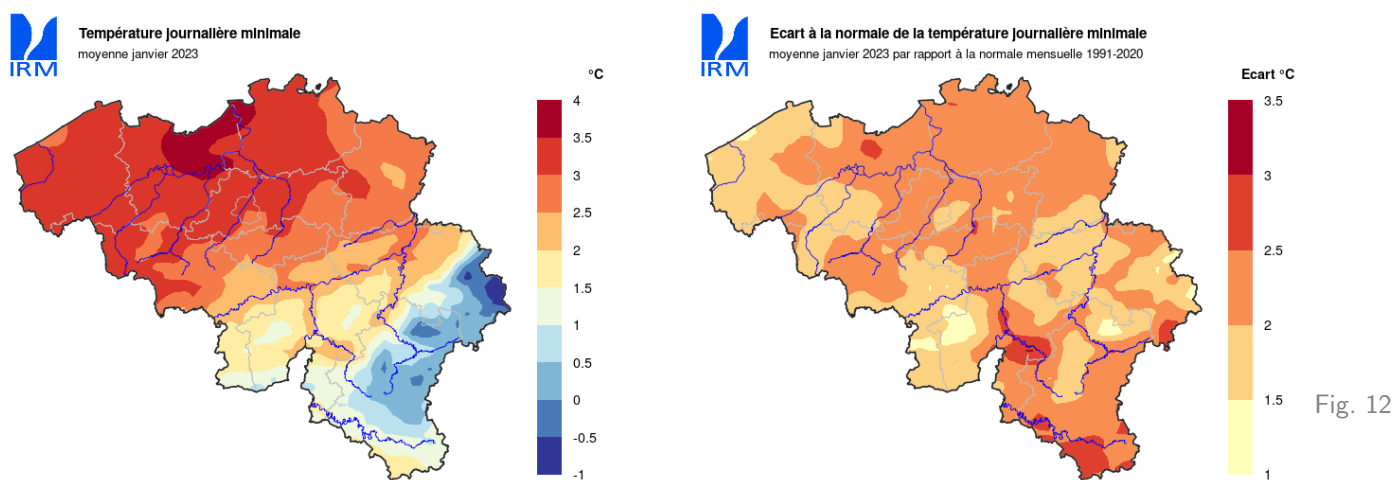 IRM
Température journalière minimale
moyenne janvier 2023
°C
4
3.5
3
2.5
2
1.5
1
0.5
0
-0.5
-1
IRM
Ecart à la normale de la température journalière minimale
moyenne janvier 2023 par rapport à la normale mensuelle 1991-2020
Ecart °C
3.5
3
2.5
2
1.5
1
Fig. 12